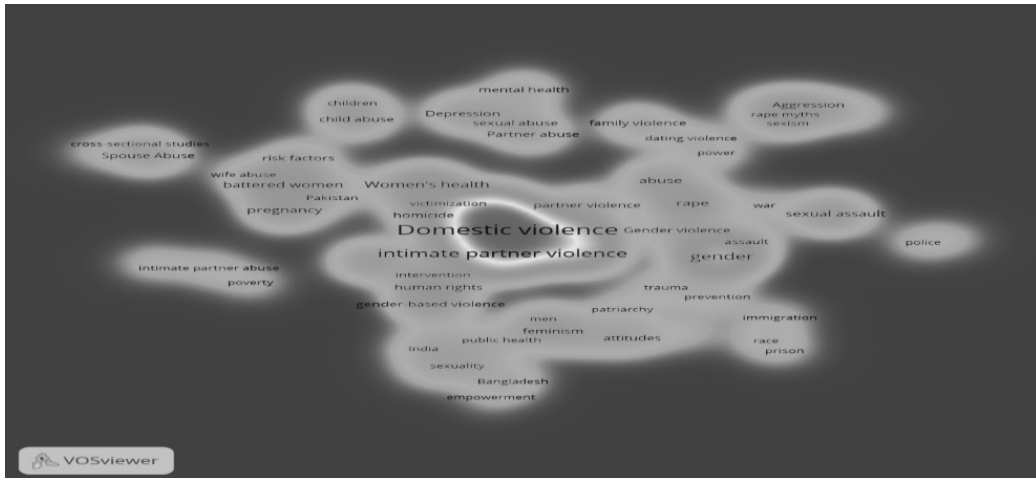 mental health
children
Aggression
child abuse
Depression
rape myths
sexual abuse
family violence
sexism
Partner abuse
dating violence
cross-sectional studies
Spouse Abuse
risk factors
power
wife abuse
battered women
Women's health
abuse
Pakistan
victimization
partner violence
rape
war
pregnancy
homicide
sexual assault
Domestic violence
Gender violence
assault
police
intimate partner violence
gender
intimate partner abuse
intervention
poverty
human rights
trauma
prevention
gender-based violence
patriarchy
men
immigration
feminism
public health
attitudes
race
India
prison
sexuality
Bangladesh
empowerment
VOSviewer